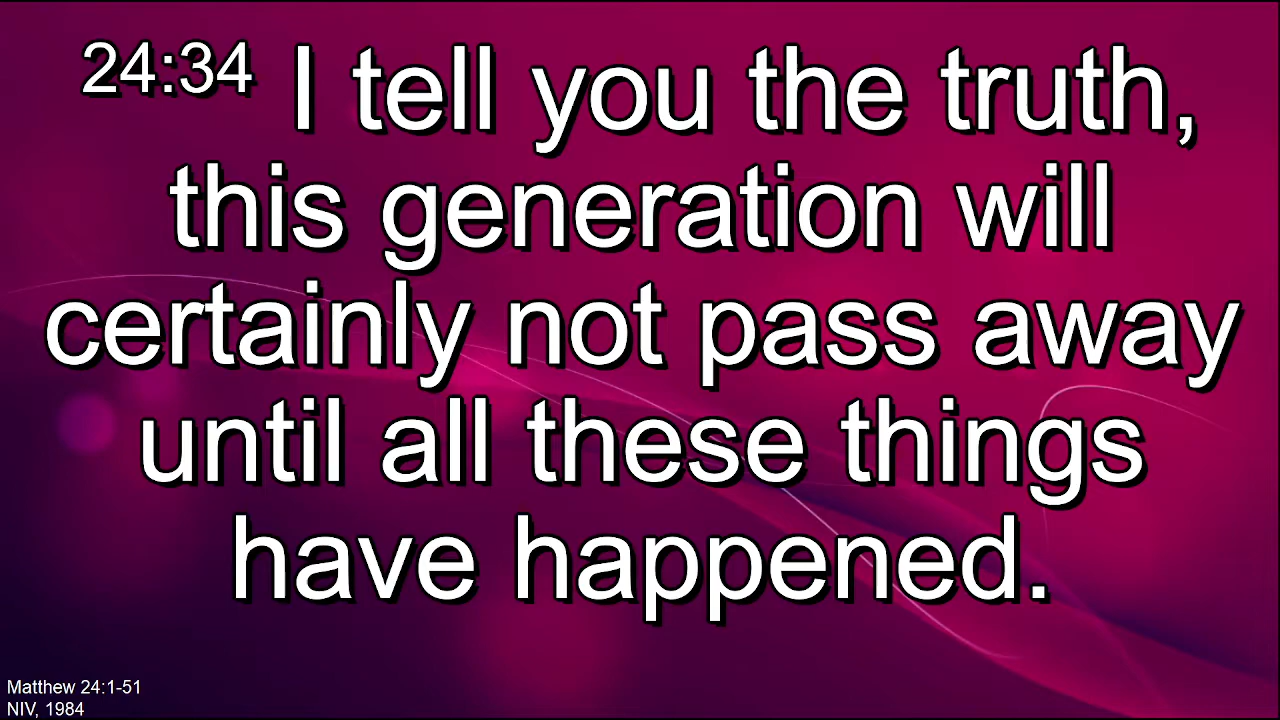 24:34 I tell you the truth,
this generation will
certainly not pass away
until all these things
have happened.
Matthew 24:1-51
NIV, 1984